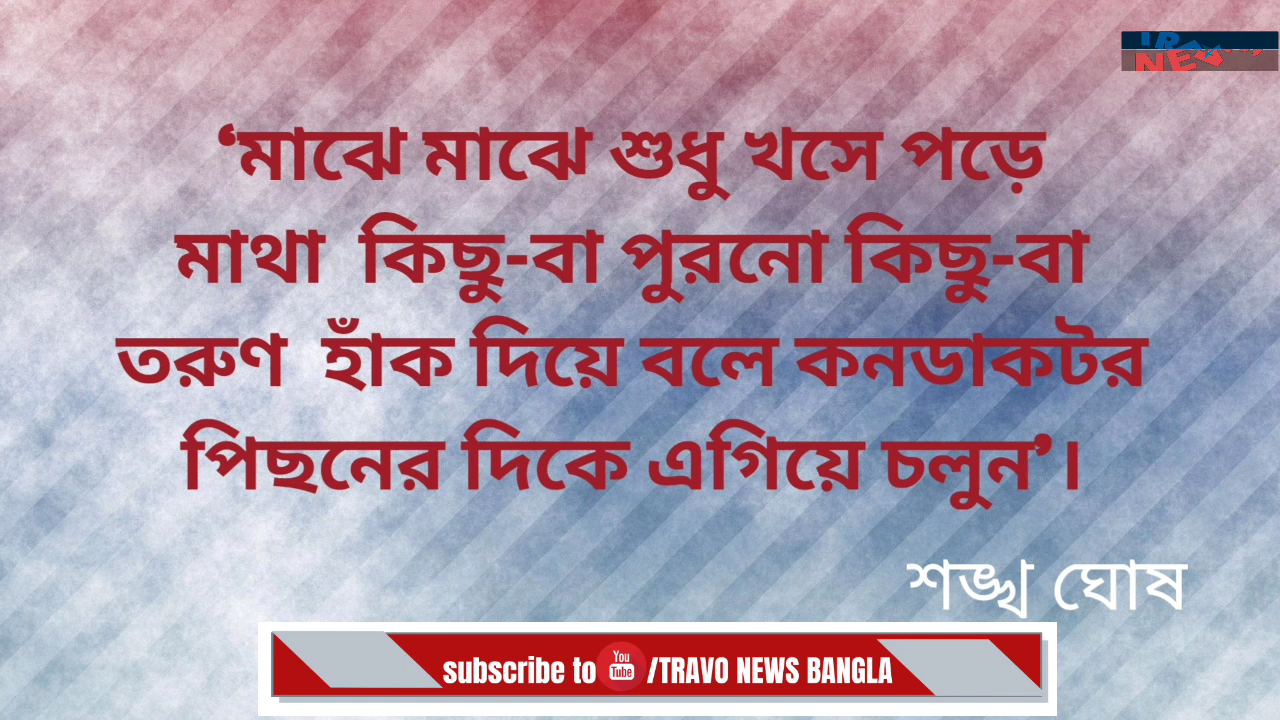 ‘মাঝে মাঝে শুধু খসে পড়ে
মাথা কিছু-বা পুরনো কিছু-বা
তরুণ হাঁক দিয়ে বলে কনডাকটর
পিছনের দিকে এগিয়ে চলুন’।
শঙ্খ ঘোষ
subscribe to You Tube /TRAVO NEWS BANGLA